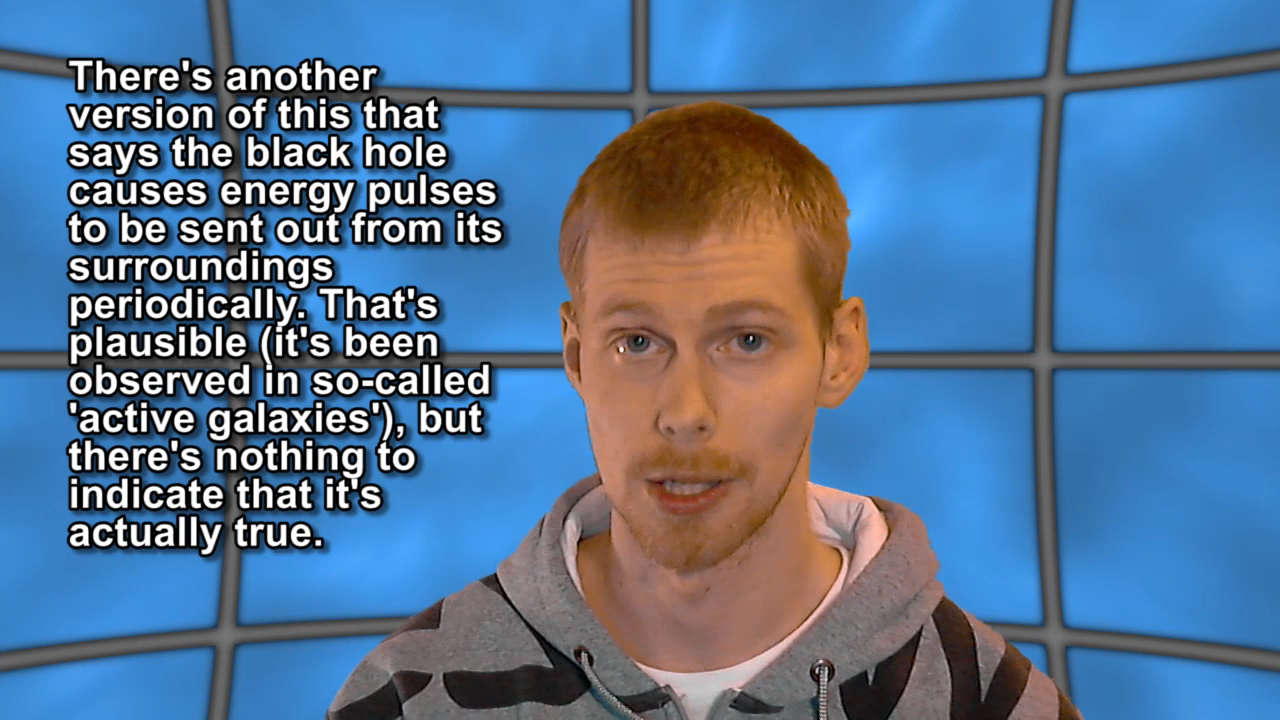 There's another
version of this that
says the black hole
causes energy pulses
to be sent out from its
surroundings
periodically. That's
plausible (it's been
observed in so-called
'active galaxies'), but
there's nothing to
indicate that it's
actually true.